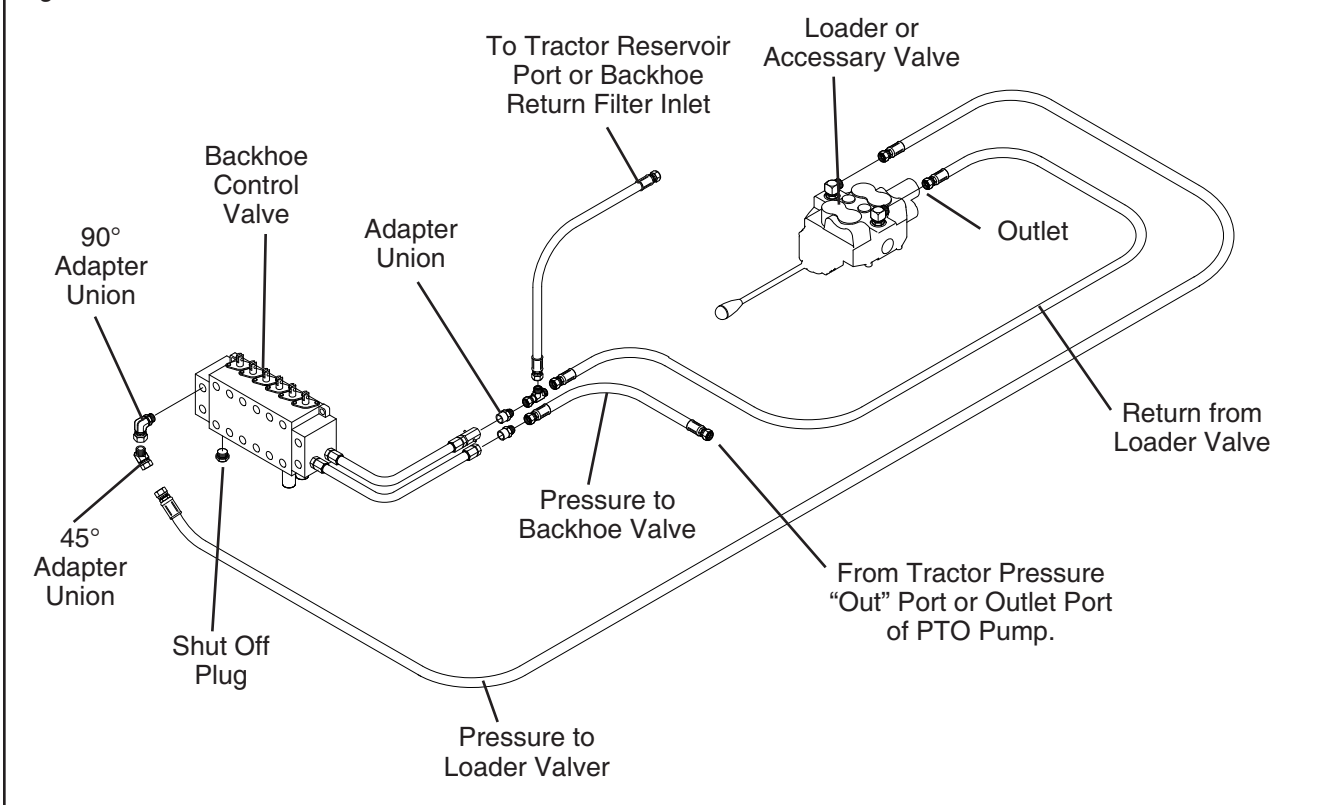 Loader or
Accessary Valve
To Tractor Reservoir
Port or Backhoe
Return Filter Inlet
Backhoe
Control
Valve
90°
Adapter
Union
Adapter
Union
Outlet
Return from
Loader Valve
Pressure to
Backhoe Valve
45°
Adapter
Union
From Tractor Pressure
“Out” Port or Outlet Port
of PTO Pump.
Shut Off
Plug
Pressure to
Loader Valver